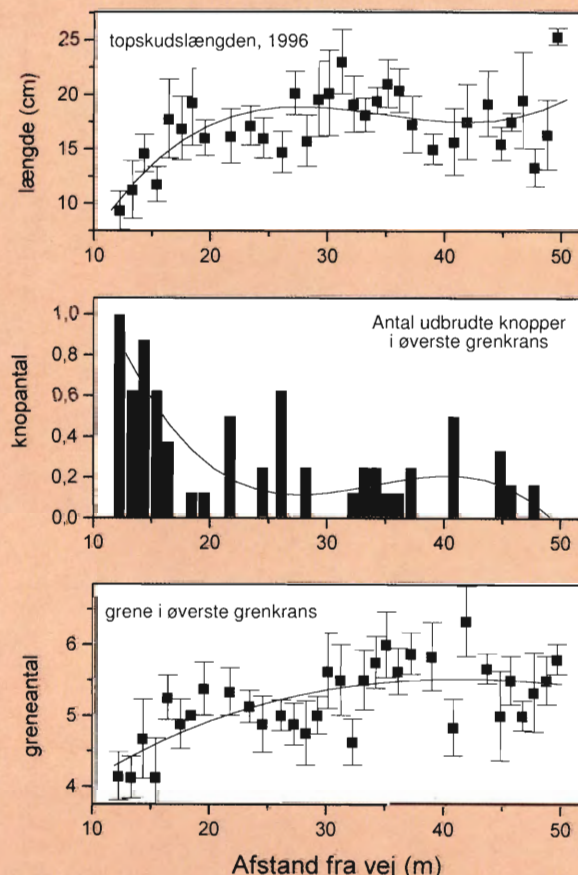 topskudslængden, 1996
længde (cm)
25
20
15
10
10 20 30 40 50
Antal udbrudte knopper
i øverste grenkrans
knopantal
1,0
0,8
0,6
0,4
0,2
0,0
10 20 30 40 50
grene i øverste grenkrans
greneantal
6
5
4
10 20 30 40 50
Afstand fra vej (m)